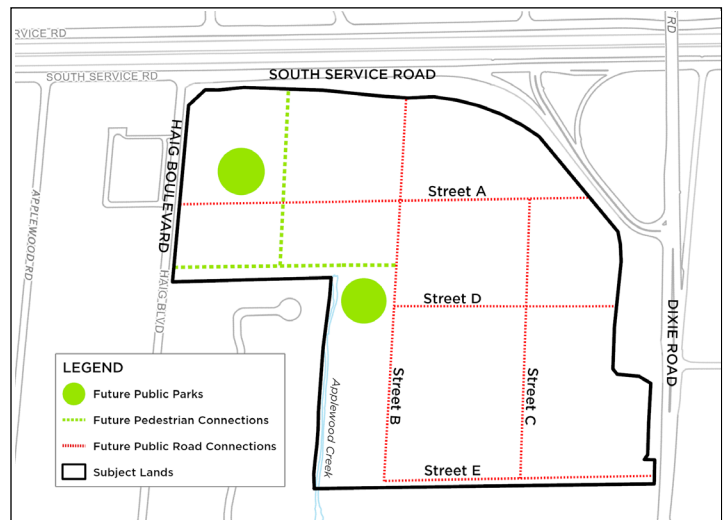 RVICE RD
RD
SOUTH SERVICE RD
SOUTH SERVICE ROAD
HAIG BOULEVARD
Street A
APPLEWOOD RD
HAIG BLVD
Street D
DIXIE ROAD
Street B
Street C
Applewood Creek
Street E
LEGEND
Future Public Parks
Future Pedestrian Connections
Future Public Road Connections
Subject Lands